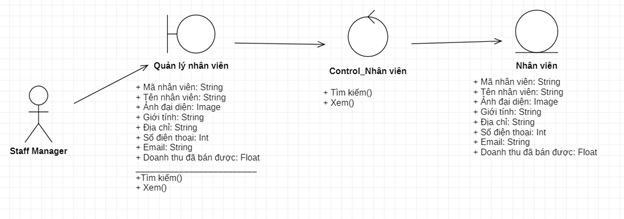 Quản lý nhân viên
+ Mã nhân viên: String
+ Tên nhân viên: String
+ Ảnh đại diện: Image
+ Giới tính: String
+ Địa chỉ: String
+ Số điện thoại: Int
+ Email: String
+ Doanh thu đã bán được: Float
+Tìm kiếm()
+ Xem()
Staff Manager
Control_Nhân viên
+ Tìm kiếm()
+ Xem()
Nhân viên
+ Mã nhân viên: String
+ Tên nhân viên: String
+ Ảnh đại diện: Image
+ Giới tính: String
+ Địa chỉ: String
+ Số điện thoại: Int
+ Email: String
+ Doanh thu đã bán được: Float